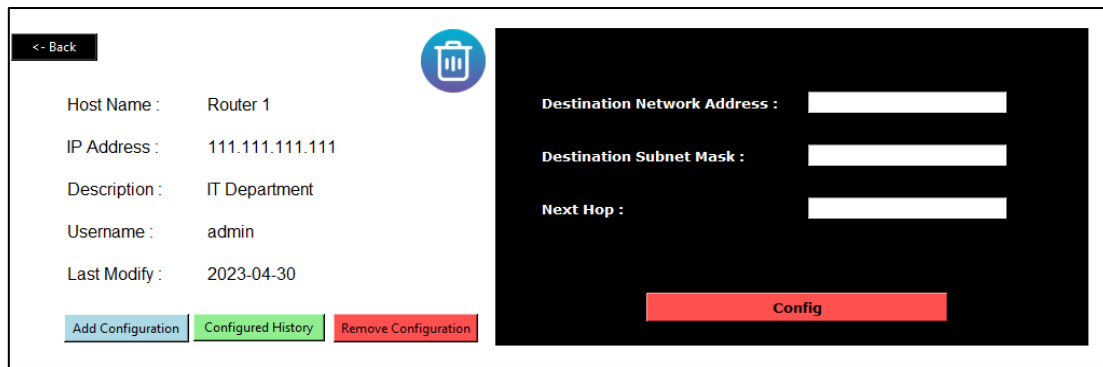 <- Back
Host Name : Router 1
IP Address : 111.111.111.111
Description : IT Department
Username : admin
Last Modify : 2023-04-30
Add Configuration Configured History Remove Configuration
Destination Network Address :
Destination Subnet Mask :
Next Hop :
Config